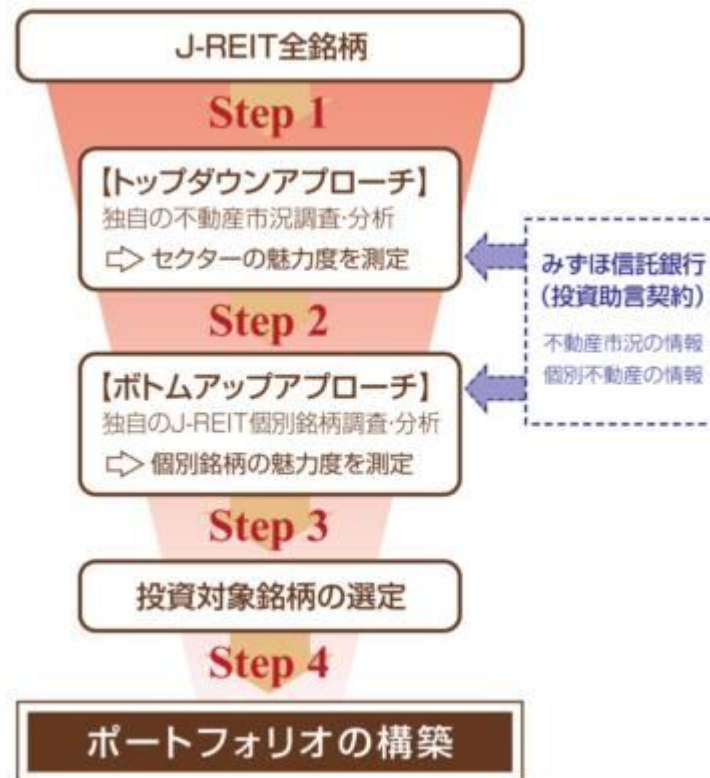 J-REIT全銘柄
Step 1
【トップダウンアプローチ】
独自の不動産市況調査・分析
⇨ セクターの魅力度を測定
Step 2
【ボトムアップアプローチ】
独自のJ-REIT個別銘柄調査・分析
⇨ 個別銘柄の魅力度を測定
みずほ信託銀行
(投資助言契約)
不動産市況の情報
個別不動産の情報
Step 3
投資対象銘柄の選定
Step 4
ポートフォリオの構築